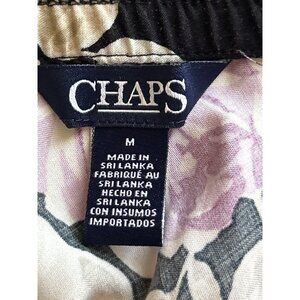 CHAPS
M
MADE IN
SRI LANKA
FABRIQUÉ AU
SRI LANKA
HECHO EN
SRI LANKA
CON INSUMOS
IMPORTADOS